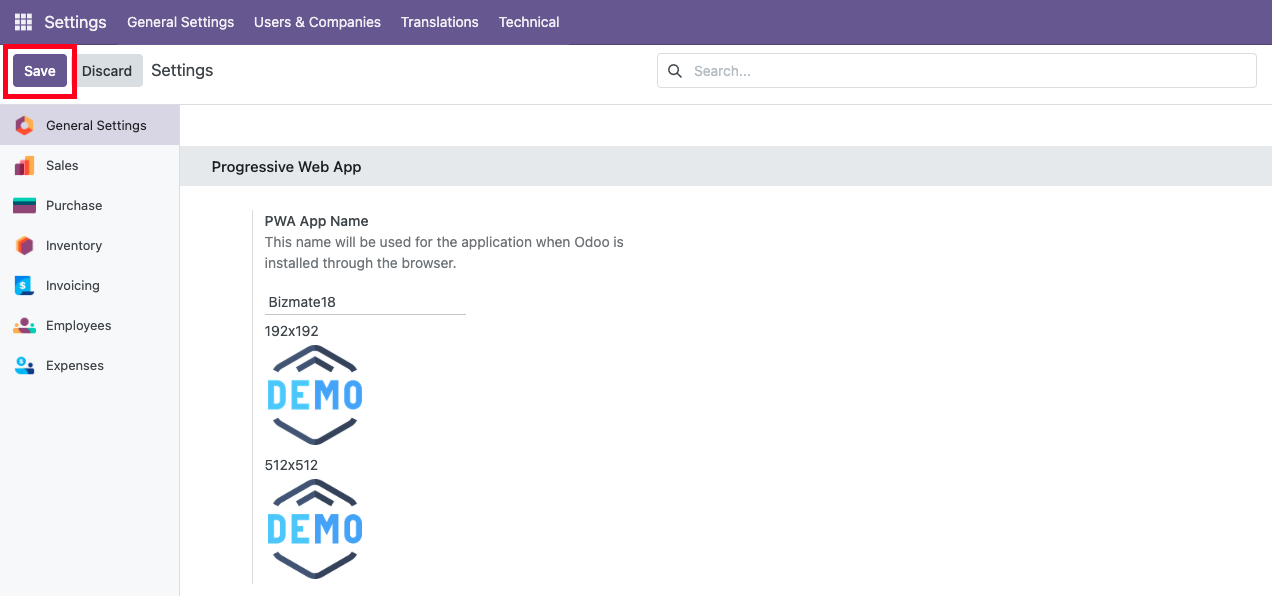 Settings General Settings Users & Companies Translations Technical
Save Discard Settings Search...
General Settings
Sales
Purchase
Inventory
Invoicing
Employees
Expenses
Progressive Web App
PWA App Name
This name will be used for the application when Odoo is
installed through the browser.
Bizmate18
192x192
DEMO
512x512
DEMO